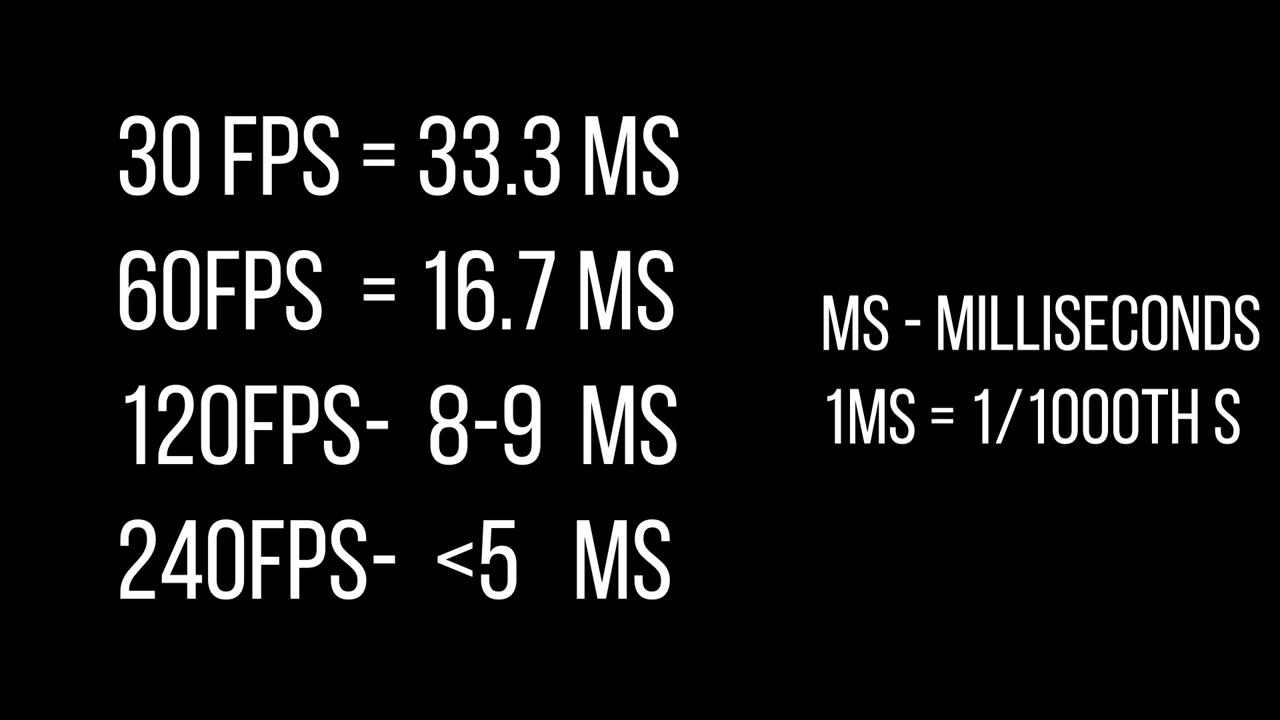 30 FPS = 33.3 MS
60FPS = 16.7 MS
120FPS- 8-9 MS
240FPS- <5 MS
MS - MILLISECONDS
1MS = 1/1000TH S